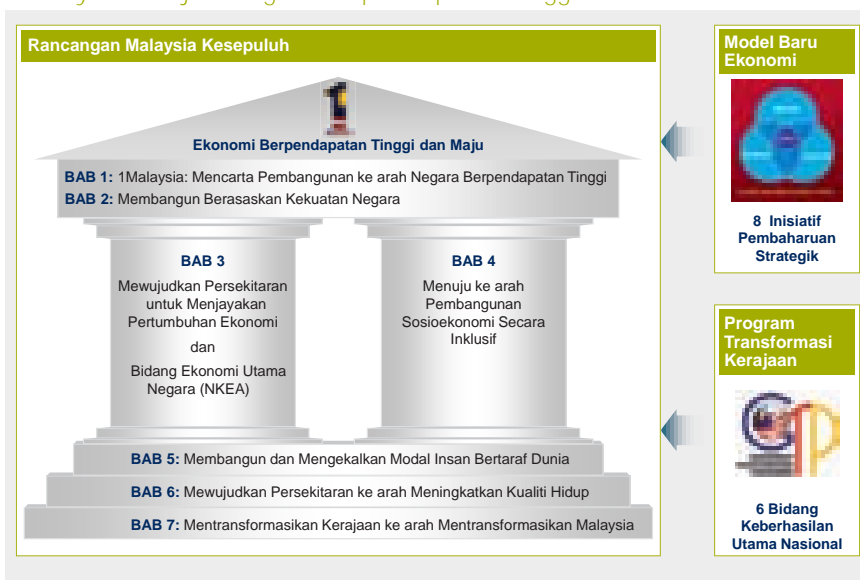 Rancangan Malaysia Kesepuluh
1
Ekonomi Berpendapatan Tinggi dan Maju
BAB 1: 1Malaysia: Mencarta Pembangunan ke arah Negara Berpendapatan Tinggi
BAB 2: Membangun Berasaskan Kekuatan Negara
BAB 3
Mewujudkan Persekitaran
untuk Menjayakan
Pertumbuhan Ekonomi
dan
Bidang Ekonomi Utama
Negara (NKEA)
BAB 4
Menuju ke arah
Pembangunan
Sosioekonomi Secara
Inklusif
BAB 5: Membangun dan Mengekalkan Modal Insan Bertaraf Dunia
BAB 6: Mewujudkan Persekitaran ke arah Meningkatkan Kualiti Hidup
BAB 7: Mentransformasikan Kerajaan ke arah Mentransformasikan Malaysia
Model Baru
Ekonomi
8 Inisiatif
Pembaharuan
Strategik
Program
Transformasi
Kerajaan
GTP
6 Bidang
Keberhasilan
Utama Nasional